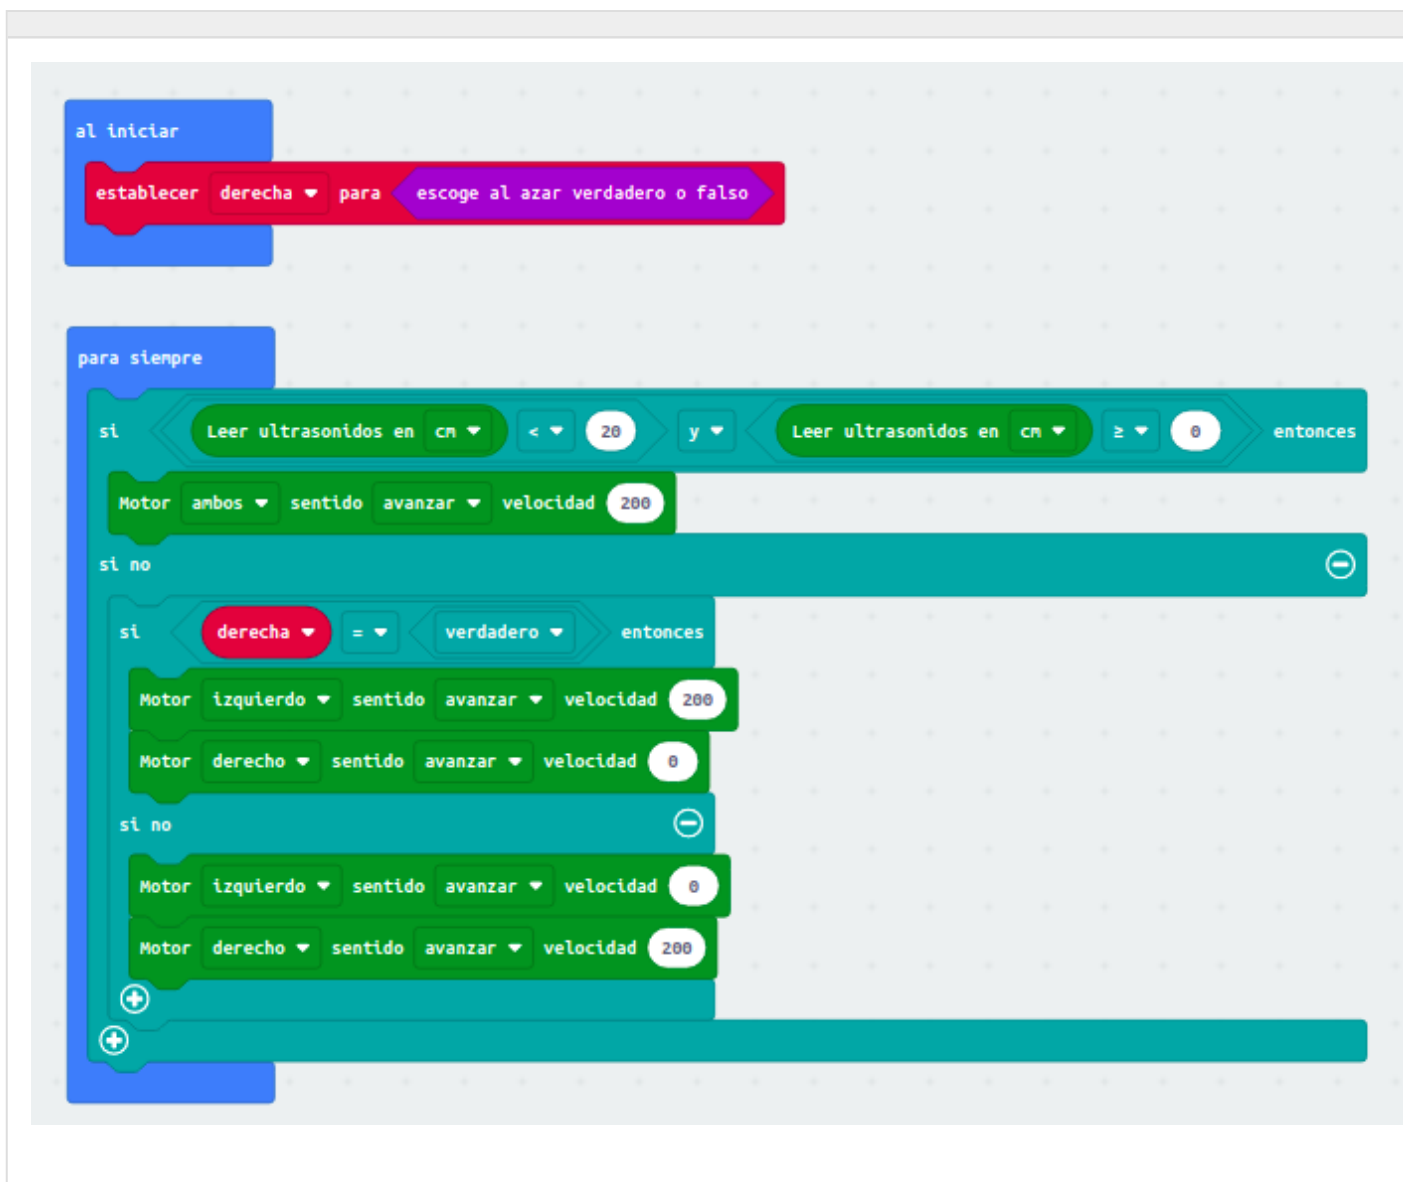 al iniciar
establecer derecha para escoge al azar verdadero o falso
para siempre
si Leer ultrasonidos en cm < 20 y Leer ultrasonidos en cm ≥ 0 entonces
Motor ambos sentido avanzar velocidad 200
si no
si derecha = verdadero entonces
Motor izquierdo sentido avanzar velocidad 200
Motor derecho sentido avanzar velocidad 0
si no
Motor izquierdo sentido avanzar velocidad 0
Motor derecho sentido avanzar velocidad 200